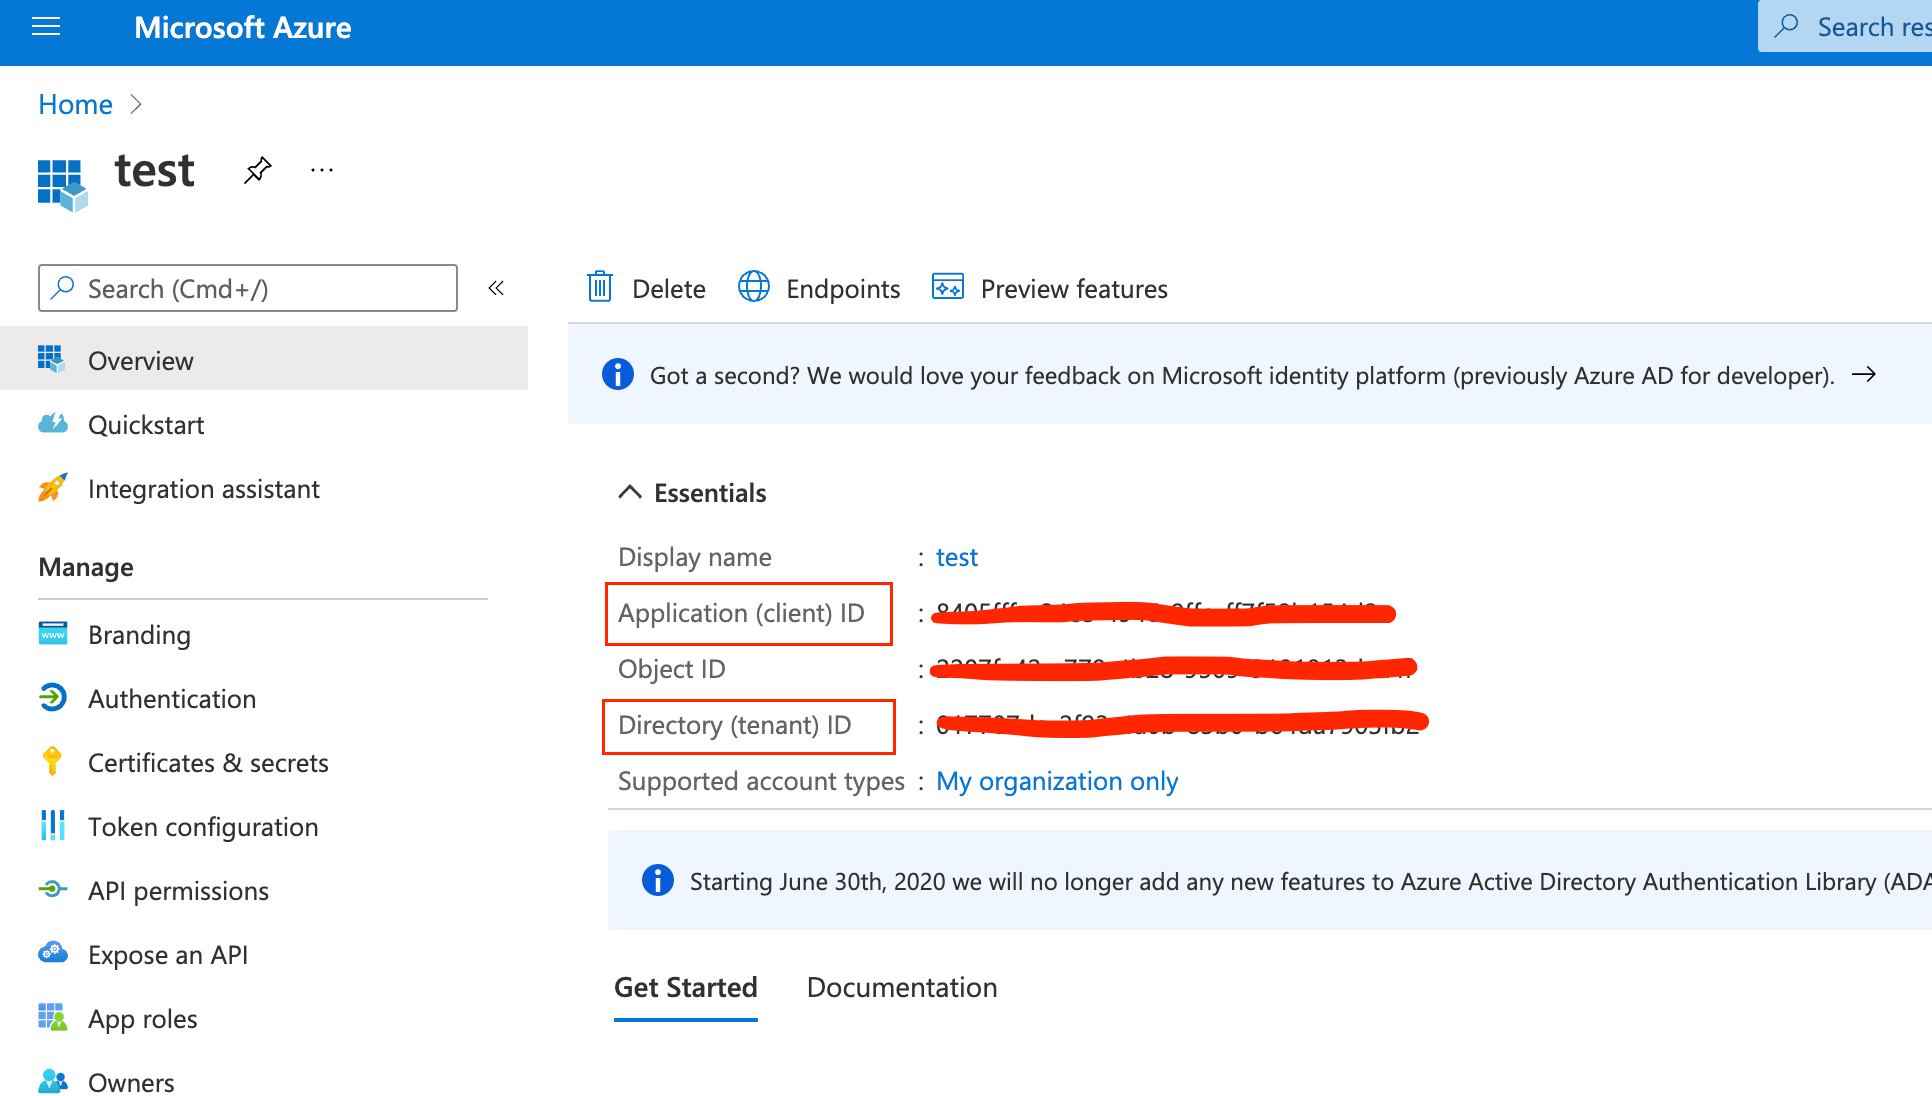 Microsoft Azure
Search res
Home
test
Search (Cmd+/)
Delete
Endpoints
Preview features
Overview
Got a second? We would love your feedback on Microsoft identity platform (previously Azure AD for developer).
Quickstart
Integration assistant
Essentials
Display name : test
Manage
Application (client) ID :
Branding
Object ID :
Authentication
Directory (tenant) ID :
Certificates & secrets
Supported account types : My organization only
Token configuration
API permissions
Starting June 30th, 2020 we will no longer add any new features to Azure Active Directory Authentication Library (ADA
Expose an API
Get Started
Documentation
App roles
Owners